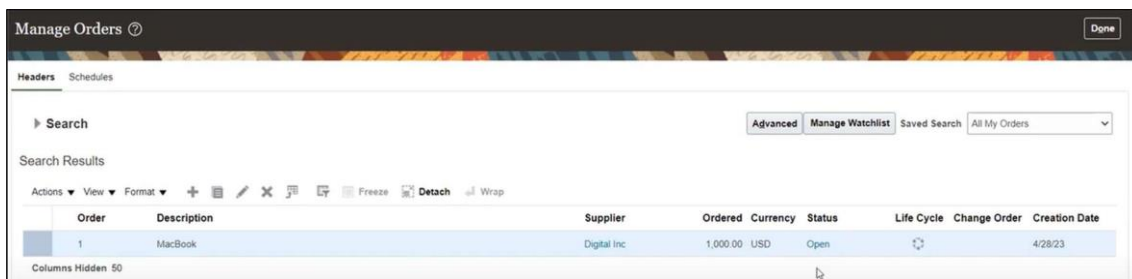 Manage Orders ?
Done
Headers Schedules
Search
Advanced Manage Watchlist Saved Search All My Orders
Search Results
Actions View Format Freeze Detach Wrap
Order Description Supplier Ordered Currency Status Life Cycle Change Order Creation Date
1 MacBook Digital Inc 1,000.00 USD Open 4/28/23
Columns Hidden 50